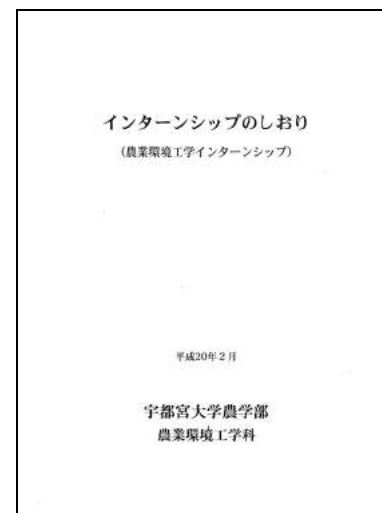 インターンシップのしおり
(農業環境工学インターンシップ)
平成20年2月
宇都宮大学農学部
農業環境工学科